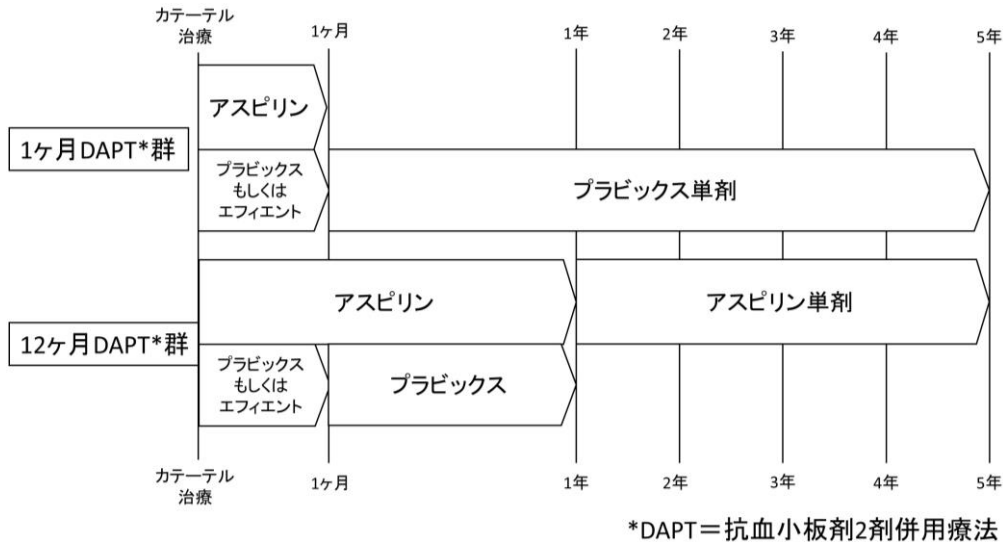 カテーテル
治療
1ヶ月
1年
2年
3年
4年
5年
1ヶ月DAPT*群
アスピリン
プラビックス
もしくは
エフィエント
プラビックス単剤
12ヶ月DAPT*群
アスピリン
アスピリン単剤
プラビックス
もしくは
エフィエント
プラビックス
カテーテル
治療
1ヶ月
1年
2年
3年
4年
5年
*DAPT＝抗血小板剤2剤併用療法